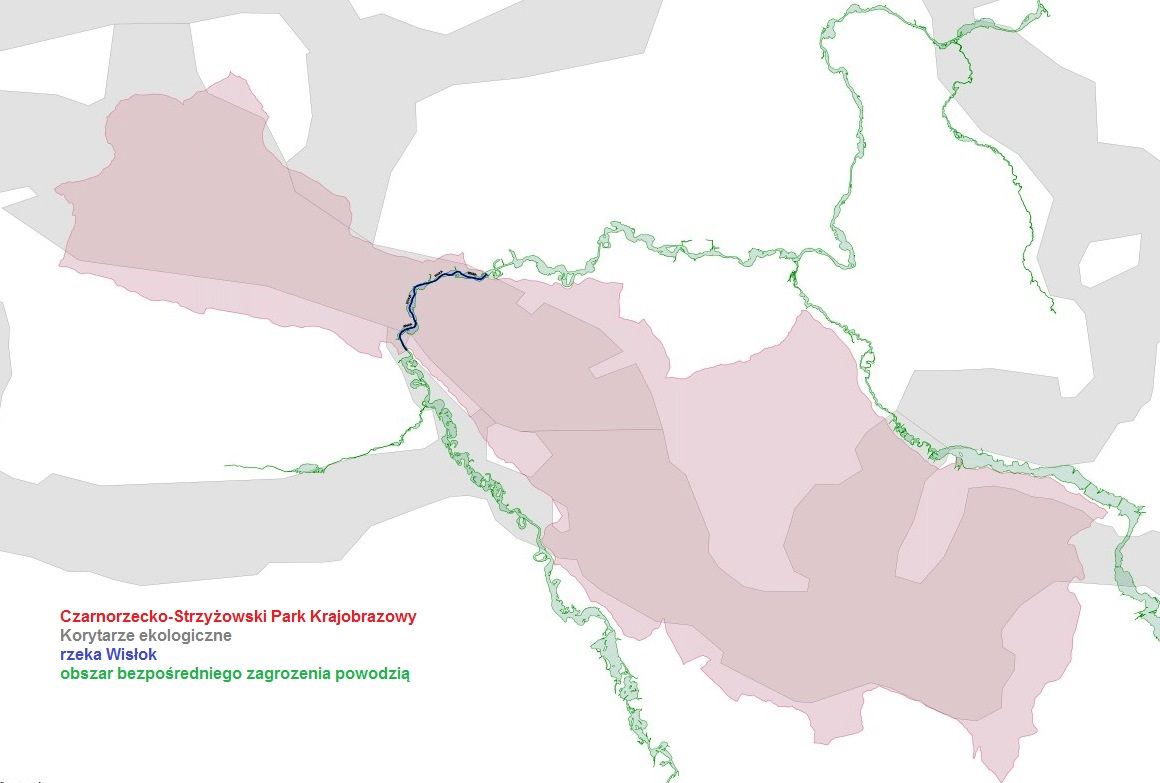 Czarnorzecko-Strzyżowski Park Krajobrazowy
Korytarze ekologiczne
rzeka Wisłok
obszar bezpośredniego zagrozenia powodzią